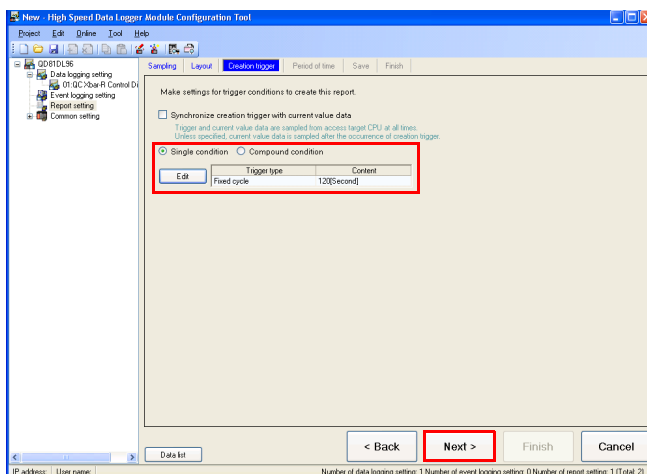 New - High Speed Data Logger Module Configuration Tool
Project Edit Online Tool Help
QD81DL96
Data logging setting
01:QC Xbar-R Control Di
Event logging setting
Report setting
Common setting
Sampling Layout Creation trigger Period of time Save Finish
Make settings for trigger conditions to create this report.
Synchronize creation trigger with current value data
Trigger and current value data are sampled from access target CPU at all times.
Unless specified, current value data is sampled after the occurrence of creation trigger.
Single condition Compound condition
Edit
Trigger type Content
Fixed cycle 120[Second]
Data list
< Back Next > Finish Cancel
IP address: User name: Number of data logging setting: 1 Number of event logging setting: 0 Number of report setting: 1 (Total: 2)